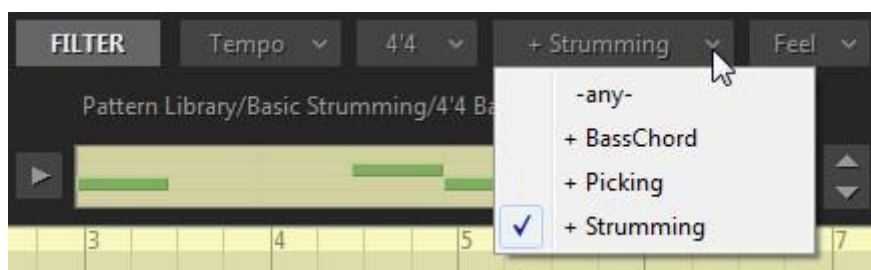 FILTER Tempo 4'4 + Strumming Feel
-any-
Pattern Library/Basic Strumming/4'4 Ba
+ BassChord
+ Picking
+ Strumming
3 4 5 7